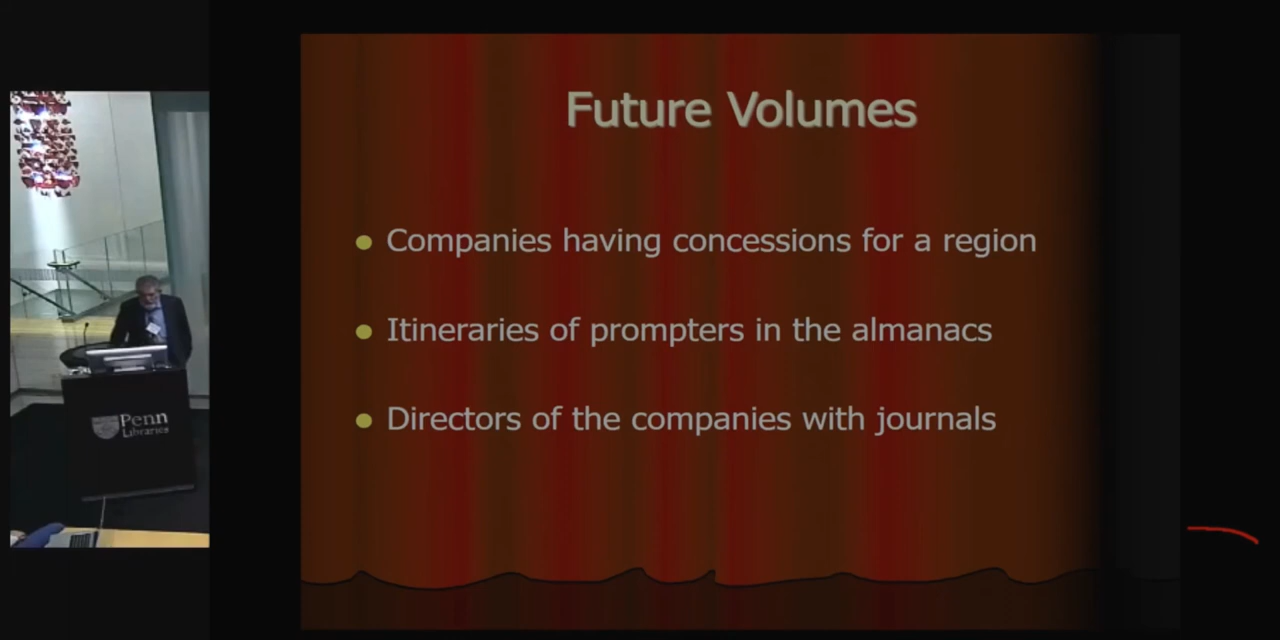 Future Volumes
Companies having concessions for a region
Itineraries of prompters in the almanacs
Directors of the companies with journals
Penn
Libraries